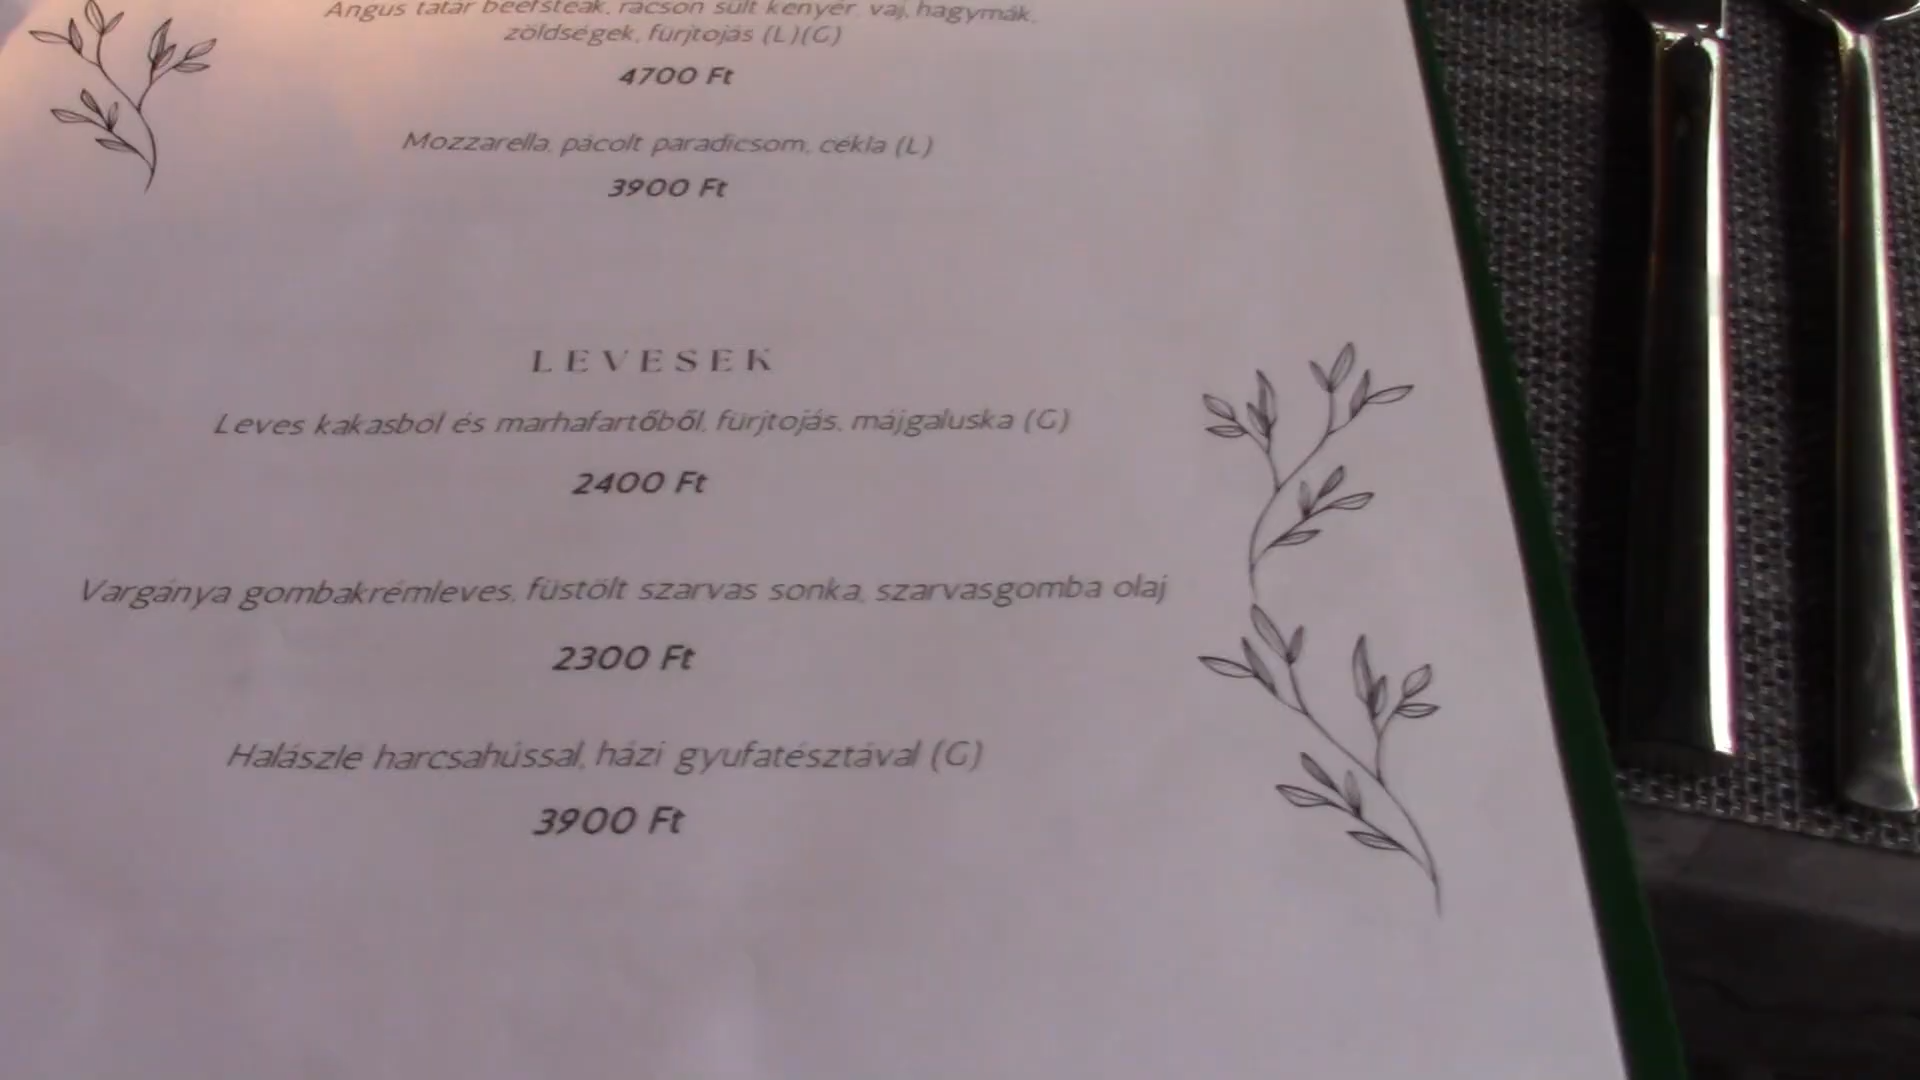 Angus tatár beefsteak, rácson sült kenyér, vaj, hagymák,
zöldségek, fürjtojás (L)(G)
4700 Ft
Mozzarella, pácolt paradicsom, cékla (L)
3900 Ft
LEVESEK
Leves kakasból és marhafartőből, fürjtojás, májgaluska (G)
2400 Ft
Vargánya gombakrémleves, füstölt szarvas sonka, szarvasgomba olaj
2300 Ft
Halászlé harcsahússal, házi gyufatésztával (G)
3900 Ft